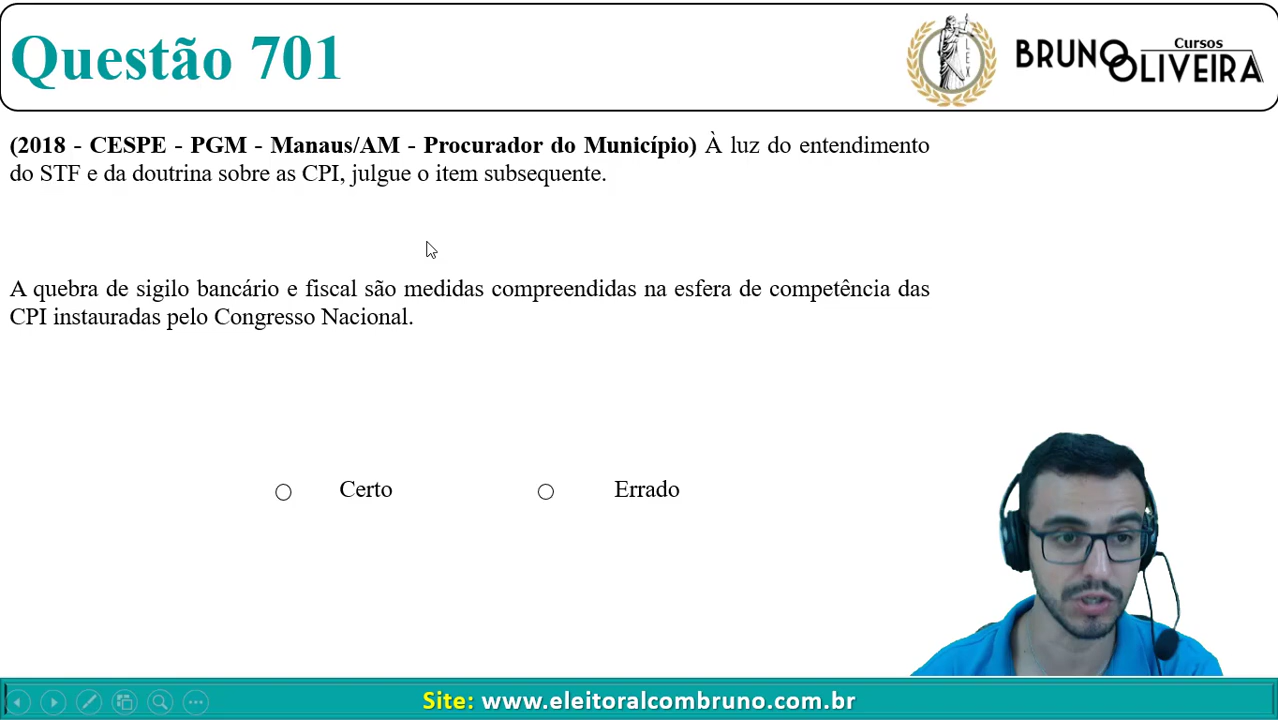 Questão 701
Cursos
BRUNO OLIVEIRA
LEX
(2018 - CESPE - PGM - Manaus/AM - Procurador do Município) À luz do entendimento
do STF e da doutrina sobre as CPI, julgue o item subsequente.
A quebra de sigilo bancário e fiscal são medidas compreendidas na esfera de competência das
CPI instauradas pelo Congresso Nacional.
Certo
Errado
Site: www.eleitoralcombruno.com.br